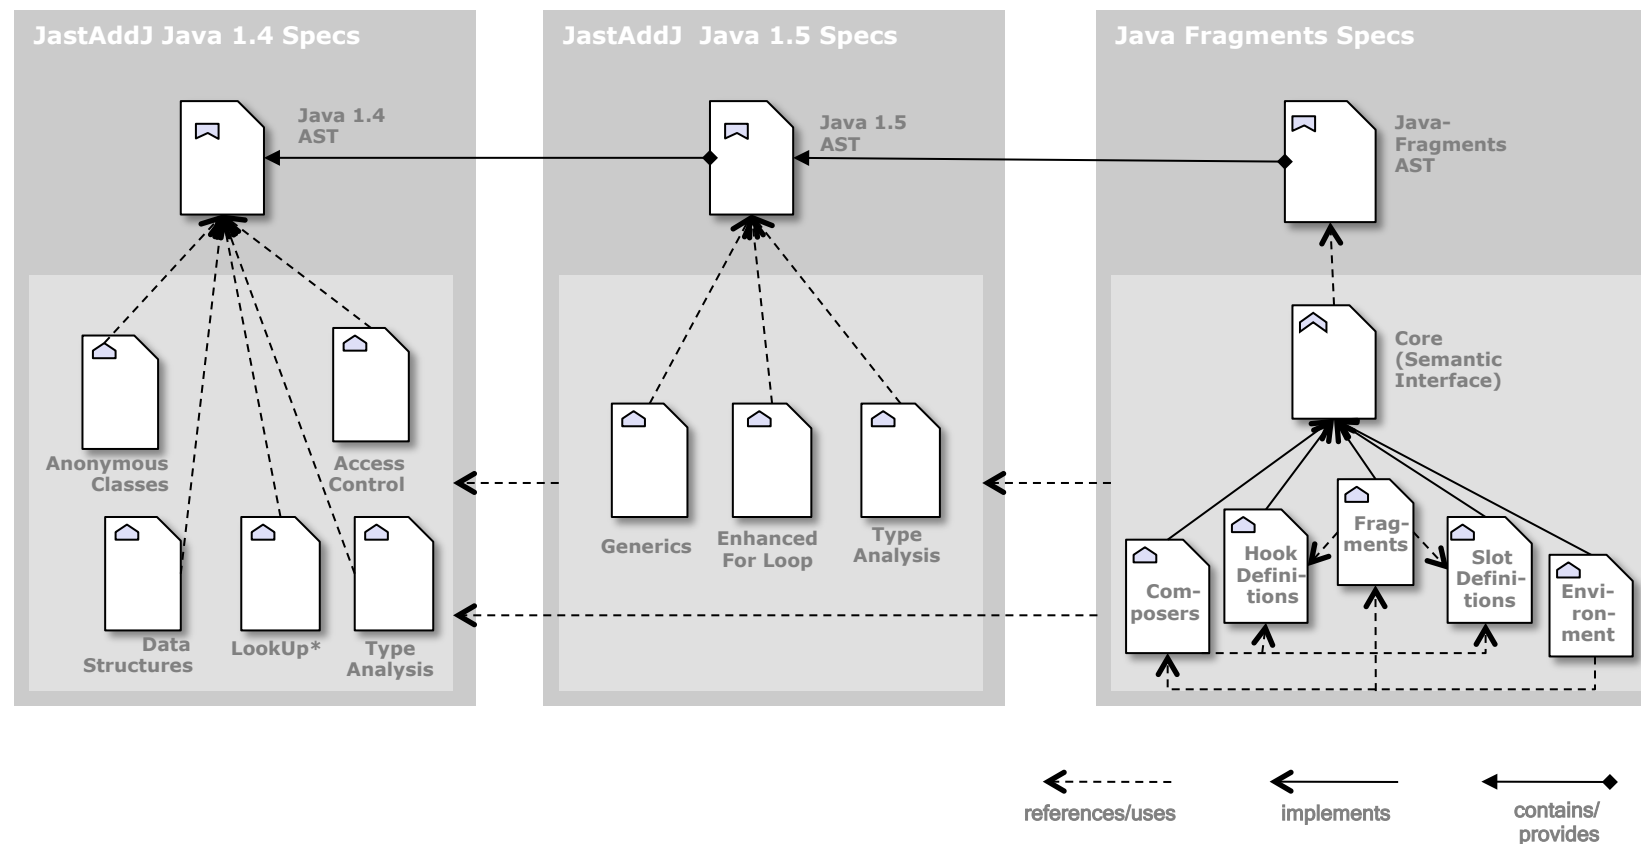 JastAddJ Java 1.4 Specs
JastAddJ  Java 1.5 Specs
Java Fragments Specs
Java 1.4
AST
Java 1.5
AST
Java-
Fragments
AST
Core
(Semantic
Interface)
Anonymous
Classes
Access
Control
Data
Structures
LookUp*
Type
Analysis
Generics
Enhanced
For Loop
Type
Analysis
Com-
posers
Hook
Defini-
tions
Frag-
ments
Slot
Defini-
tions
Envi-
ron-
ment
references/uses
implements
contains/
provides